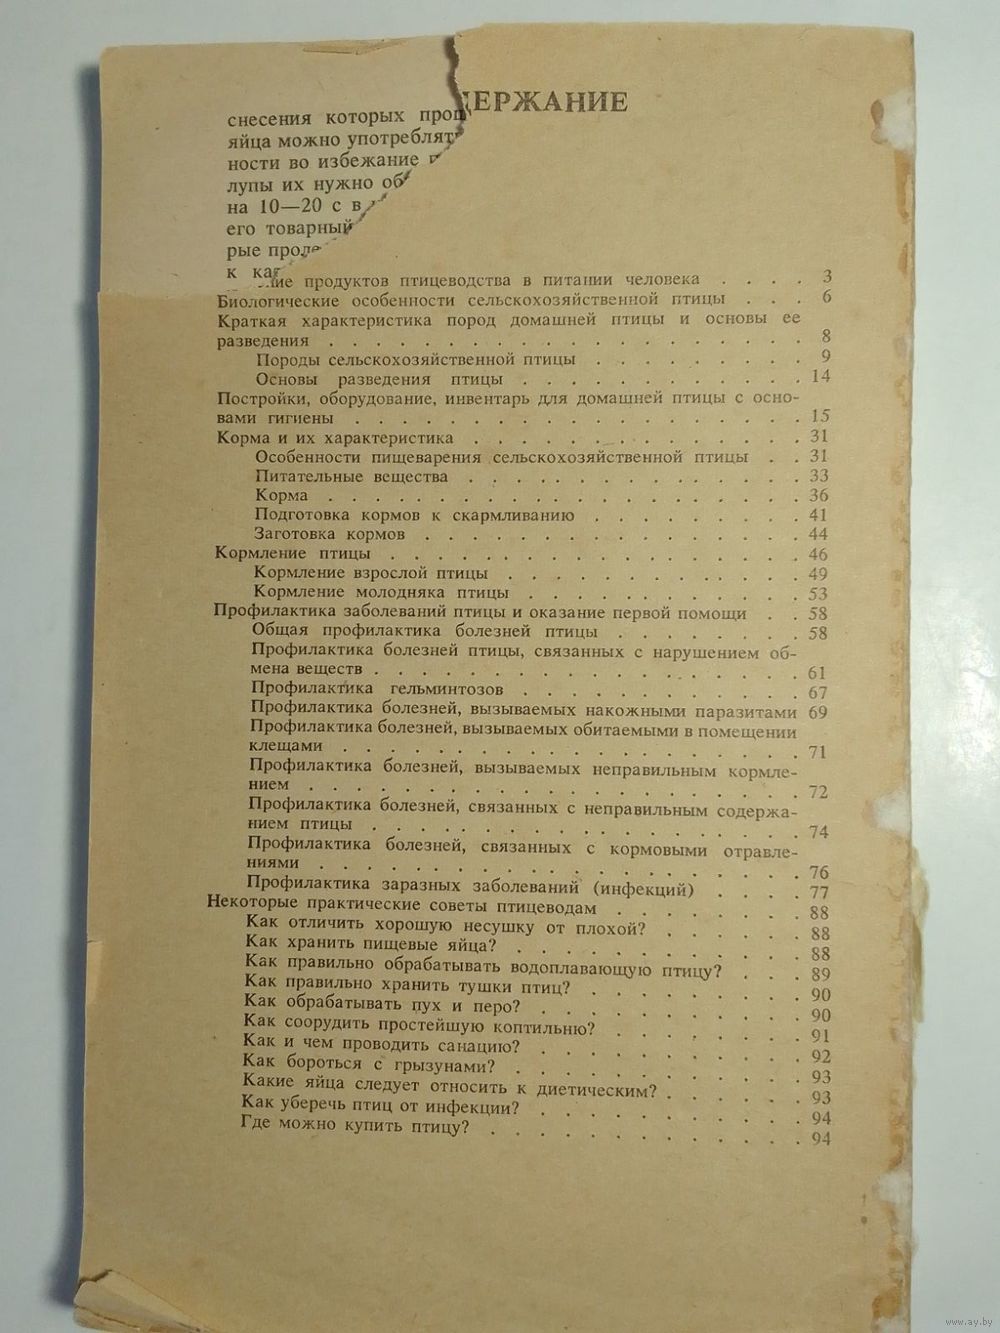 ДЕРЖАНИЕ
снесения которых
яйца можно употреблят
ности во избежание
лупы их нужно об
на 10—20 с в
его товарный
рые
к
ние продуктов птицеводства в питании человека . . . . 3
Биологические особенности сельскохозяйственной птицы . . . 6
Краткая характеристика пород домашней птицы и основы ее
разведения . . . . . . . . . . . . . . . . . 8
Породы сельскохозяйственной птицы . . . . . . . . 9
Основы разведения птицы . . . . . . . . . . . 14
Постройки, оборудование, инвентарь для домашней птицы с осно-
вами гигиены . . . . . . . . . . . . . . . . . 15
Корма и их характеристика . . . . . . . . . . . . 31
Особенности пищеварения сельскохозяйственной птицы . . 31
Питательные вещества . . . . . . . . . . . . . 33
Корма . . . . . . . . . . . . . . . . . . 36
Подготовка кормов к скармливанию . . . . . . . . 41
Заготовка кормов . . . . . . . . . . . . . . 44
Кормление птицы . . . . . . . . . . . . . . . 46
Кормление взрослой птицы . . . . . . . . . . . 49
Кормление молодняка птицы . . . . . . . . . . 53
Профилактика заболеваний птицы и оказание первой помощи . . 58
Общая профилактика болезней птицы . . . . . . . 58
Профилактика болезней птицы, связанных с нарушением об-
мена веществ . . . . . . . . . . . . . . . . 61
Профилактика гельминтозов . . . . . . . . . . 67
Профилактика болезней, вызываемых накожными паразитами 69
Профилактика болезней, вызываемых обитаемыми в помещении
клещами . . . . . . . . . . . . . . . . . 71
Профилактика болезней, вызываемых неправильным кормле-
нием . . . . . . . . . . . . . . . . . . . 72
Профилактика болезней, связанных с неправильным содержа-
нием птицы . . . . . . . . . . . . . . . . 74
Профилактика болезней, связанных с кормовыми отравле-
ниями . . . . . . . . . . . . . . . . . . 76
Профилактика заразных заболеваний (инфекций) . . . . 77
Некоторые практические советы птицеводам . . . . . . . 88
Как отличить хорошую несушку от плохой? . . . . . . 88
Как хранить пищевые яйца? . . . . . . . . . . . 88
Как правильно обрабатывать водоплавающую птицу? . . . 89
Как правильно хранить тушки птиц? . . . . . . . . 90
Как обрабатывать пух и перо? . . . . . . . . . . 90
Как соорудить простейшую коптильню? . . . . . . . 91
Как и чем проводить санацию? . . . . . . . . . . 92
Как бороться с грызунами? . . . . . . . . . . . 93
Какие яйца следует относить к диетическим? . . . . . 93
Как уберечь птиц от инфекции? . . . . . . . . . . 94
Где можно купить птицу? . . . . . . . . . . . . 94
www.ay.by